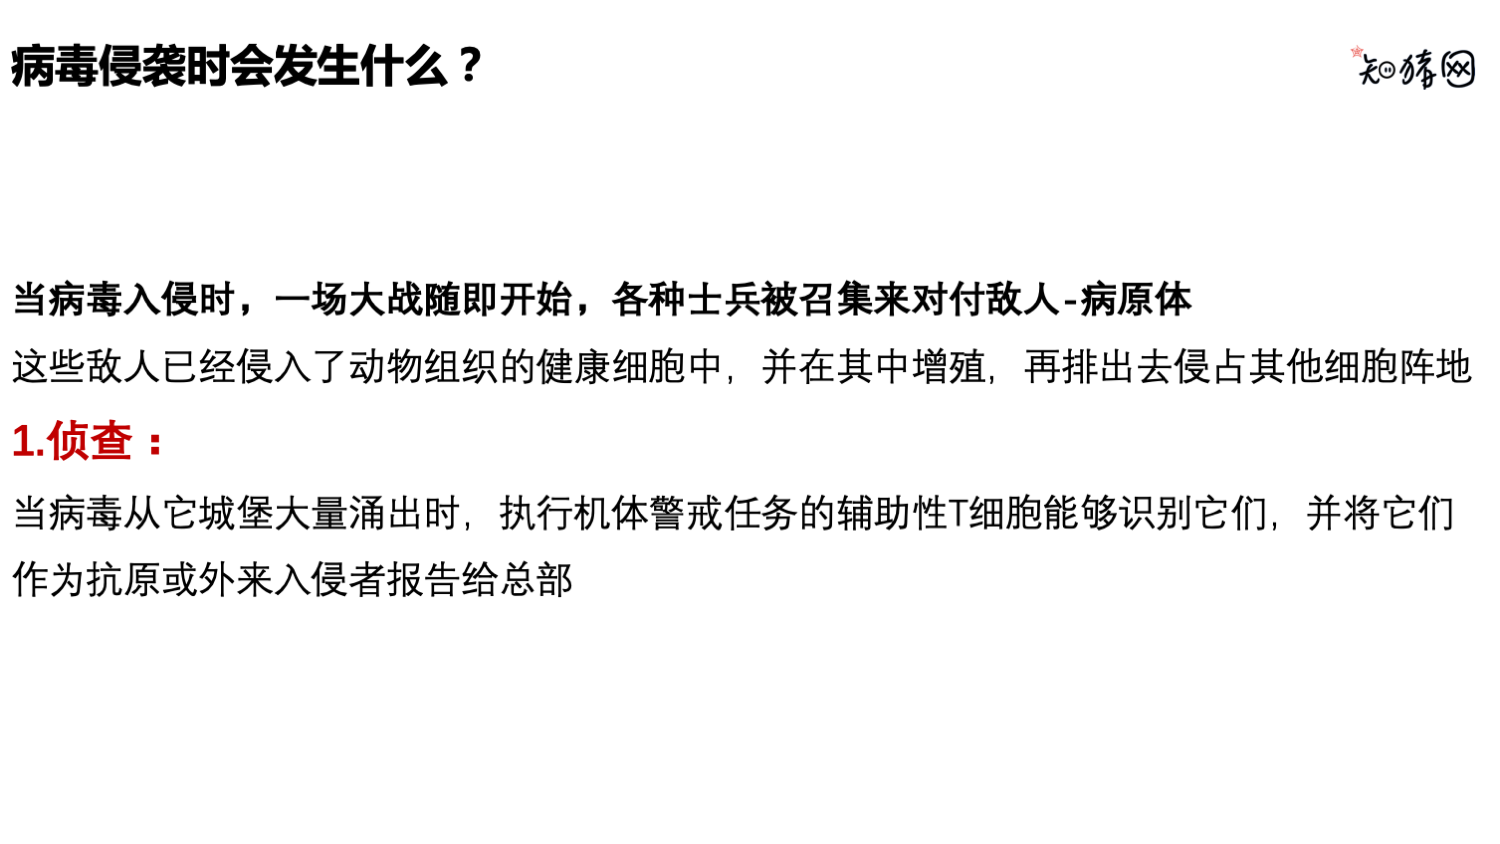 病毒侵袭时会发生什么？
知猪网
当病毒入侵时，一场大战随即开始，各种士兵被召集来对付敌人-病原体
这些敌人已经侵入了动物组织的健康细胞中，并在其中增殖，再排出去侵占其他细胞阵地
1.侦查：
当病毒从它城堡大量涌出时，执行机体警戒任务的辅助性T细胞能够识别它们，并将它们
作为抗原或外来入侵者报告给总部